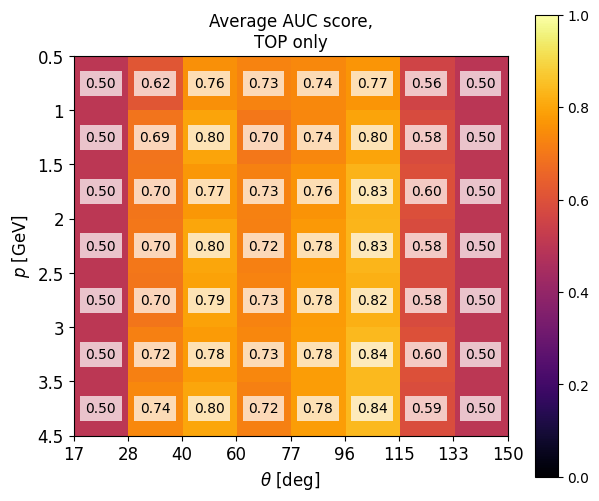 Average AUC score,
TOP only
1.0
0.5
0.50 0.62 0.76 0.73 0.74 0.77 0.56 0.50
1
0.50 0.69 0.80 0.70 0.74 0.80 0.58 0.50
0.8
1.5
0.50 0.70 0.77 0.73 0.76 0.83 0.60 0.50
2
0.6
0.50 0.70 0.80 0.72 0.78 0.83 0.58 0.50
p [GeV]
2.5
0.50 0.70 0.79 0.73 0.78 0.82 0.58 0.50
0.4
3
0.50 0.72 0.78 0.73 0.78 0.84 0.60 0.50
3.5
0.2
0.50 0.74 0.80 0.72 0.78 0.84 0.59 0.50
4.5
17 28 40 60 77 96 115 133 150
0.0
θ [deg]